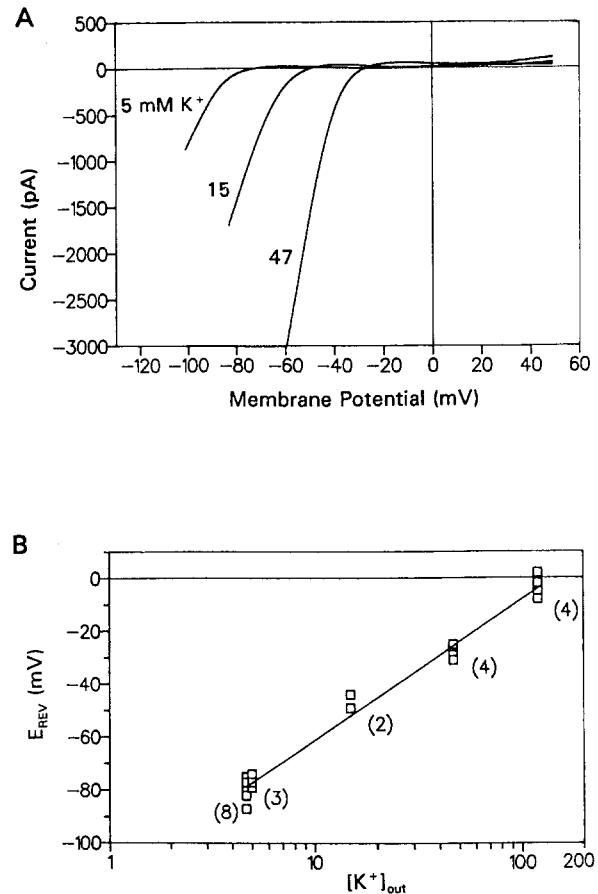 A
500
0
−500
−1000
−1500
−2000
−2500
−3000
Current (pA)
5 mM K⁺
15
47
−120 −100 −80 −60 −40 −20 0 20 40 60
Membrane Potential (mV)
B
0
−20
−40
−60
−80
−100
E_REV (mV)
(8)
(3)
(2)
(4)
(4)
1 10 100 200
[K⁺]out